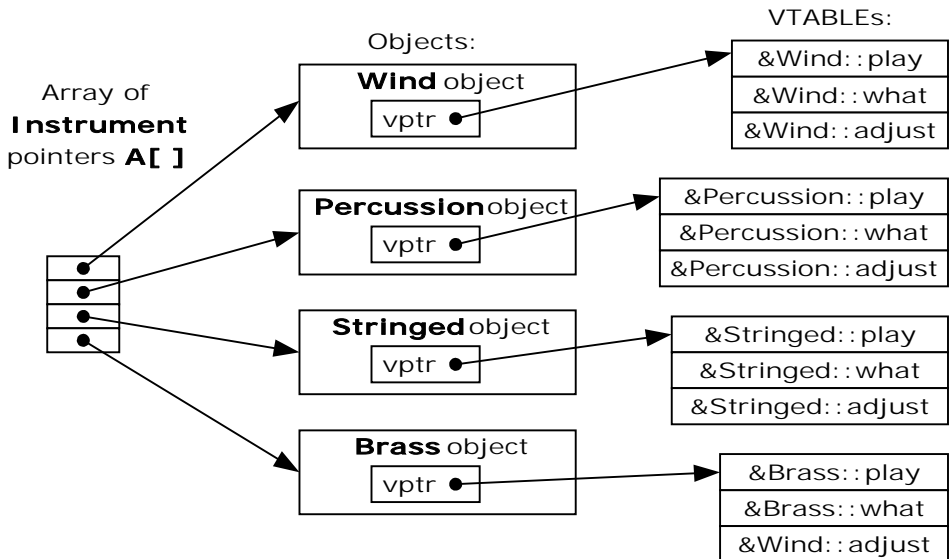 VTABLEs:
Objects:
Array of
Instrument
pointers A[ ]
Wind object
vptr
&Wind::play
&Wind::what
&Wind::adjust
Percussion object
vptr
&Percussion::play
&Percussion::what
&Percussion::adjust
Stringed object
vptr
&Stringed::play
&Stringed::what
&Stringed::adjust
Brass object
vptr
&Brass::play
&Brass::what
&Wind::adjust